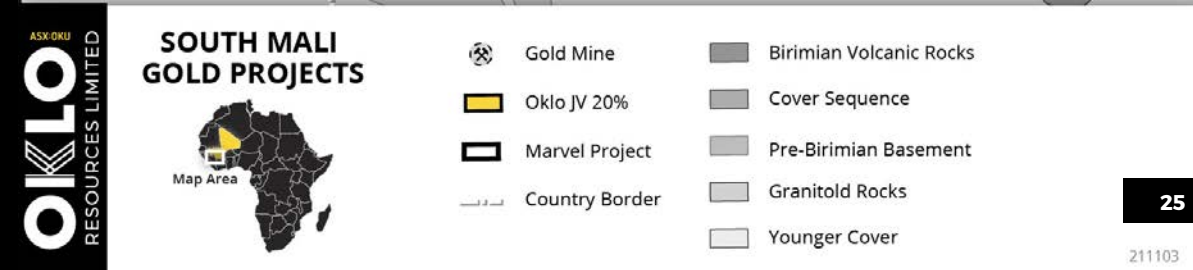 ASX:OKU
OKLO
RESOURCES LIMITED
SOUTH MALI
GOLD PROJECTS
Map Area
Gold Mine
Oklo JV 20%
Marvel Project
Country Border
Birimian Volcanic Rocks
Cover Sequence
Pre-Birimian Basement
Granitold Rocks
Younger Cover
25
211103